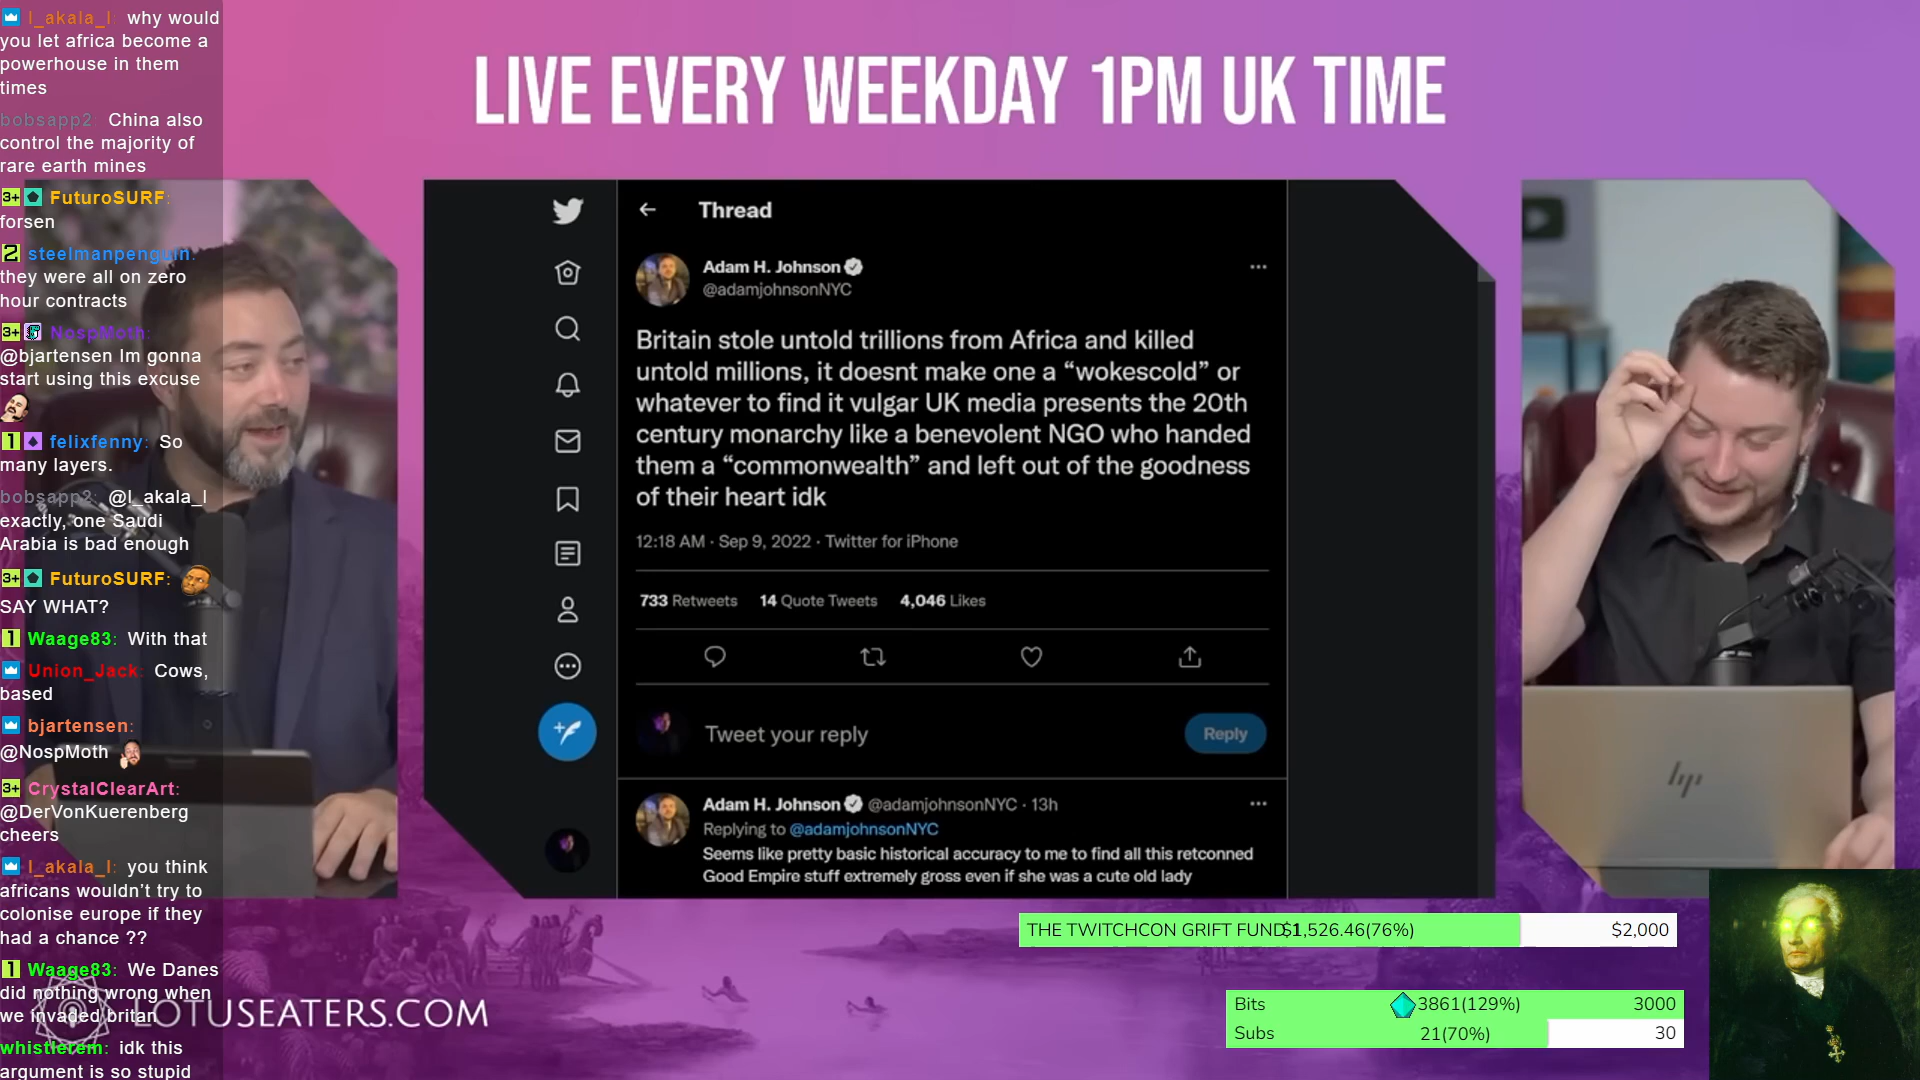 l_akala_l: why would
you let africa become a
powerhouse in them
times
bobsapp2: China also
control the majority of
rare earth mines
3+ FuturoSURF:
forsen
2 steelmanpenguin:
they were all on zero
hour contracts
3+ NospMoth:
@bjartensen Im gonna
start using this excuse
1 felixfenny: So
many layers.
bobsapp2: @l_akala_l
exactly, one Saudi
Arabia is bad enough
3+ FuturoSURF:
SAY WHAT?
1 Waage83: With that
Union_Jack: Cows,
based
bjartensen:
@NospMoth
3+ CrystalClearArt:
@DerVonKuerenberg
cheers
l_akala_l: you think
africans wouldn't try to
colonise europe if they
had a chance ??
1 Waage83: We Danes
did nothing wrong when
we invaded britan
whistlerem: idk this
argument is so stupid
LIVE EVERY WEEKDAY 1PM UK TIME
Thread
Adam H. Johnson
@adamjohnsonNYC
Britain stole untold trillions from Africa and killed
untold millions, it doesnt make one a “wokescold” or
whatever to find it vulgar UK media presents the 20th
century monarchy like a benevolent NGO who handed
them a “commonwealth” and left out of the goodness
of their heart idk
12:18 AM · Sep 9, 2022 · Twitter for iPhone
733 Retweets 14 Quote Tweets 4,046 Likes
Tweet your reply
Reply
Adam H. Johnson @adamjohnsonNYC · 13h
Replying to @adamjohnsonNYC
Seems like pretty basic historical accuracy to me to find all this retconned
Good Empire stuff extremely gross even if she was a cute old lady
hp
LOTUSEATERS.COM
THE TWITCHCON GRIFT FUND $1,526.46(76%) $2,000
Bits 3861(129%) 3000
Subs 21(70%) 30